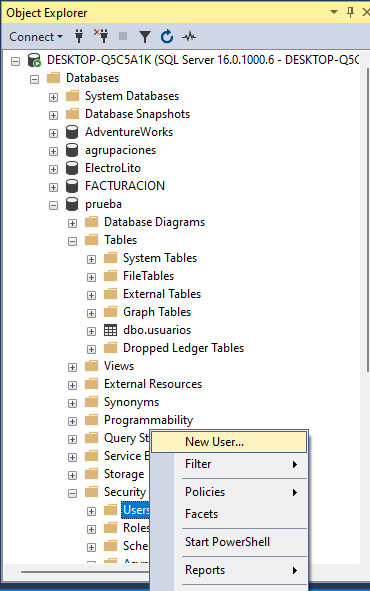 Object Explorer
Connect
DESKTOP-Q5C5A1K (SQL Server 16.0.1000.6 - DESKTOP-Q5C
Databases
System Databases
Database Snapshots
AdventureWorks
agrupaciones
ElectroLito
FACTURACION
prueba
Database Diagrams
Tables
System Tables
FileTables
External Tables
Graph Tables
dbo.usuarios
Dropped Ledger Tables
Views
External Resources
Synonyms
Programmability
Query St
New User...
Service B
Filter
Storage
Security
Policies
Users
Facets
Roles
Start PowerShell
Sche
Reports